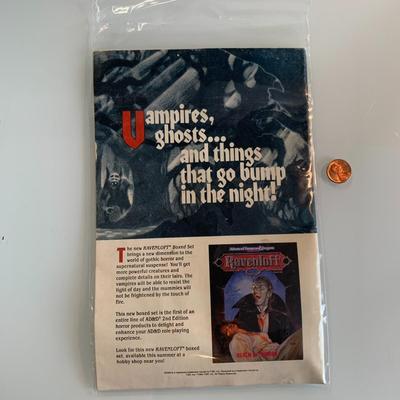 Vampires,
ghosts...
and things
that go bump
in the night!
The new RAVENLOFT™ Boxed Set
brings a new dimension to the
world of gothic horror and
supernatural suspense! You'll get
more powerful creatures and
complete details on their lairs. The
vampires will be able to resist the
light of day and the mummies will
not be frightened by the touch of
fire.
This new boxed set is the first of an
entire line of AD&D® 2nd Edition
horror products to delight and
enhance your AD&D role-playing
experience.
Look for this new RAVENLOFT™ boxed
set, available this summer at a
hobby shop near you!
Advanced Dungeons & Dragons
Ravenloft